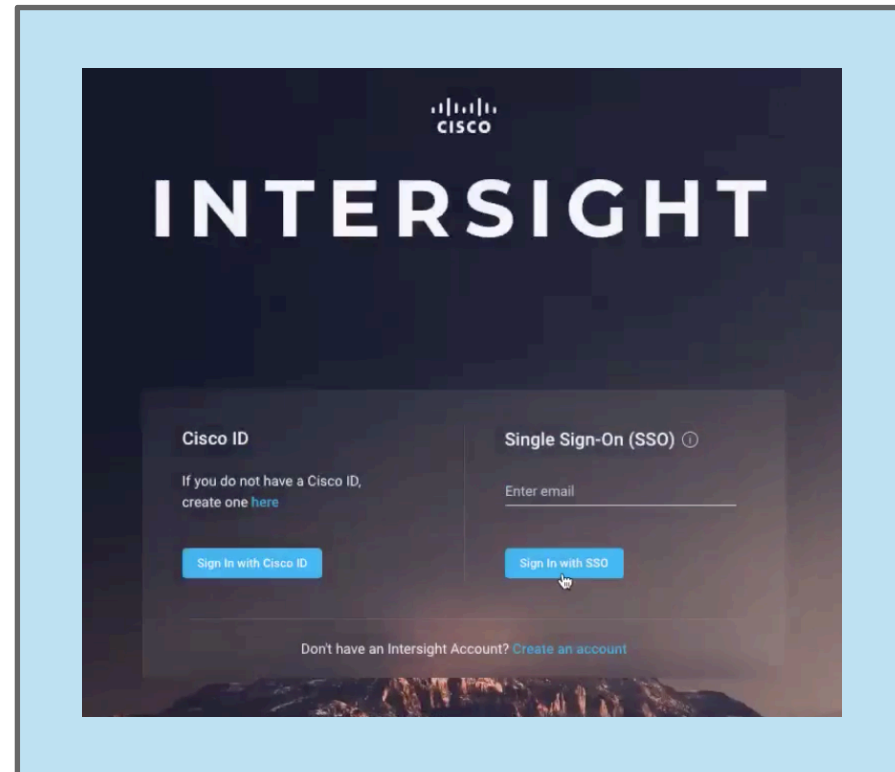 CISCO
INTERSIGHT
Cisco ID
If you do not have a Cisco ID,
create one here
Sign In with Cisco ID
Single Sign-On (SSO)
Enter email
Sign In with SSO
Don't have an Intersight Account? Create an account